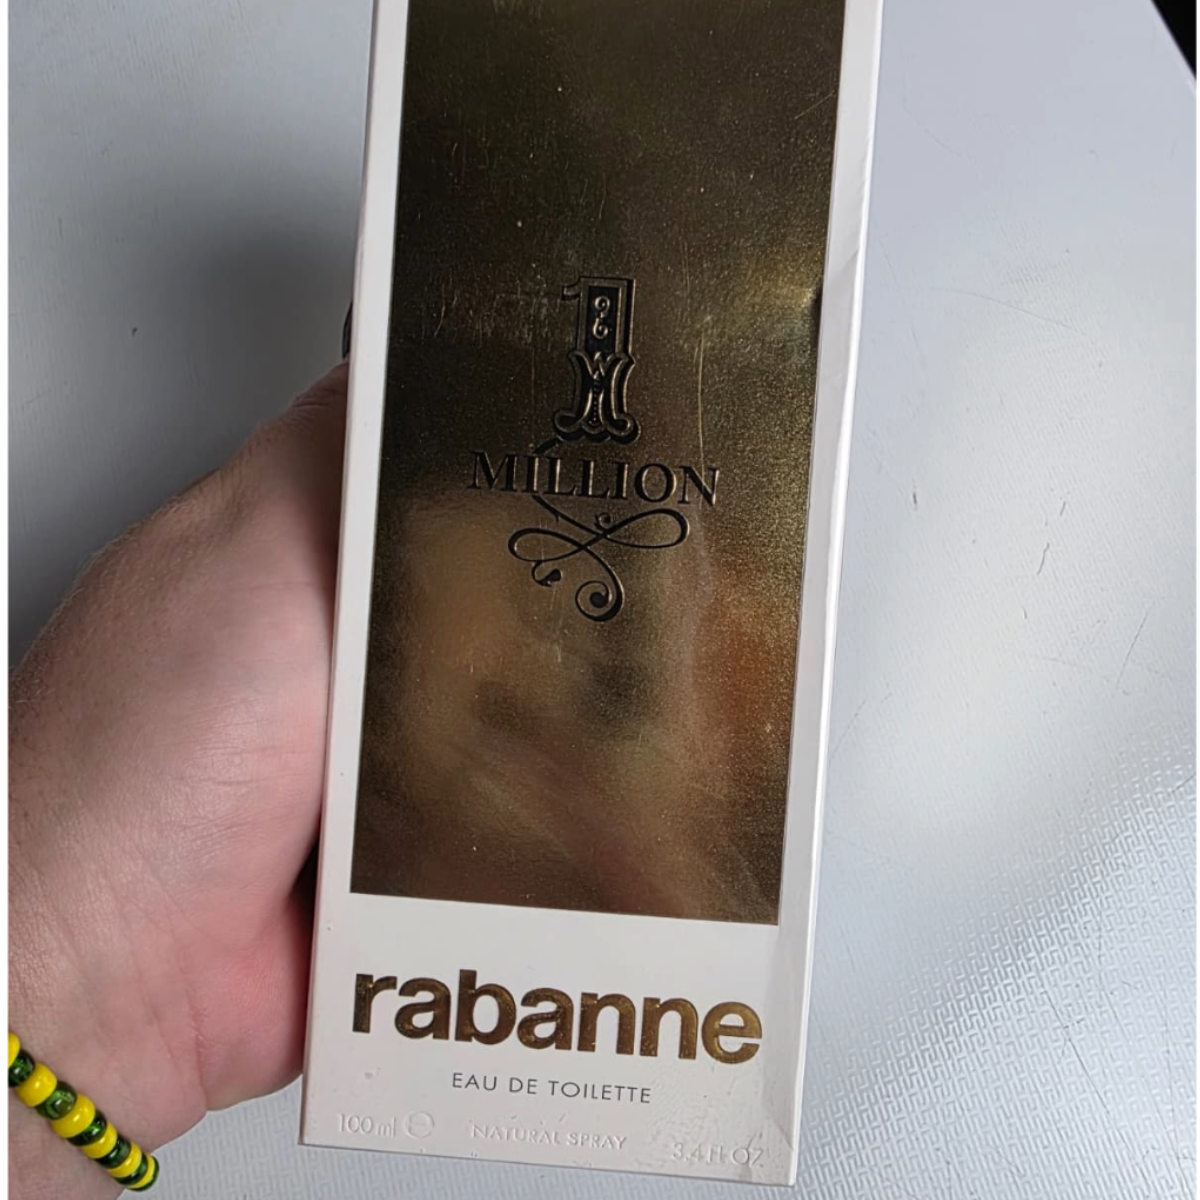 1
MILLION
rabanne
EAU DE TOILETTE
100 ml ℮ NATURAL SPRAY 3.4 fl OZ